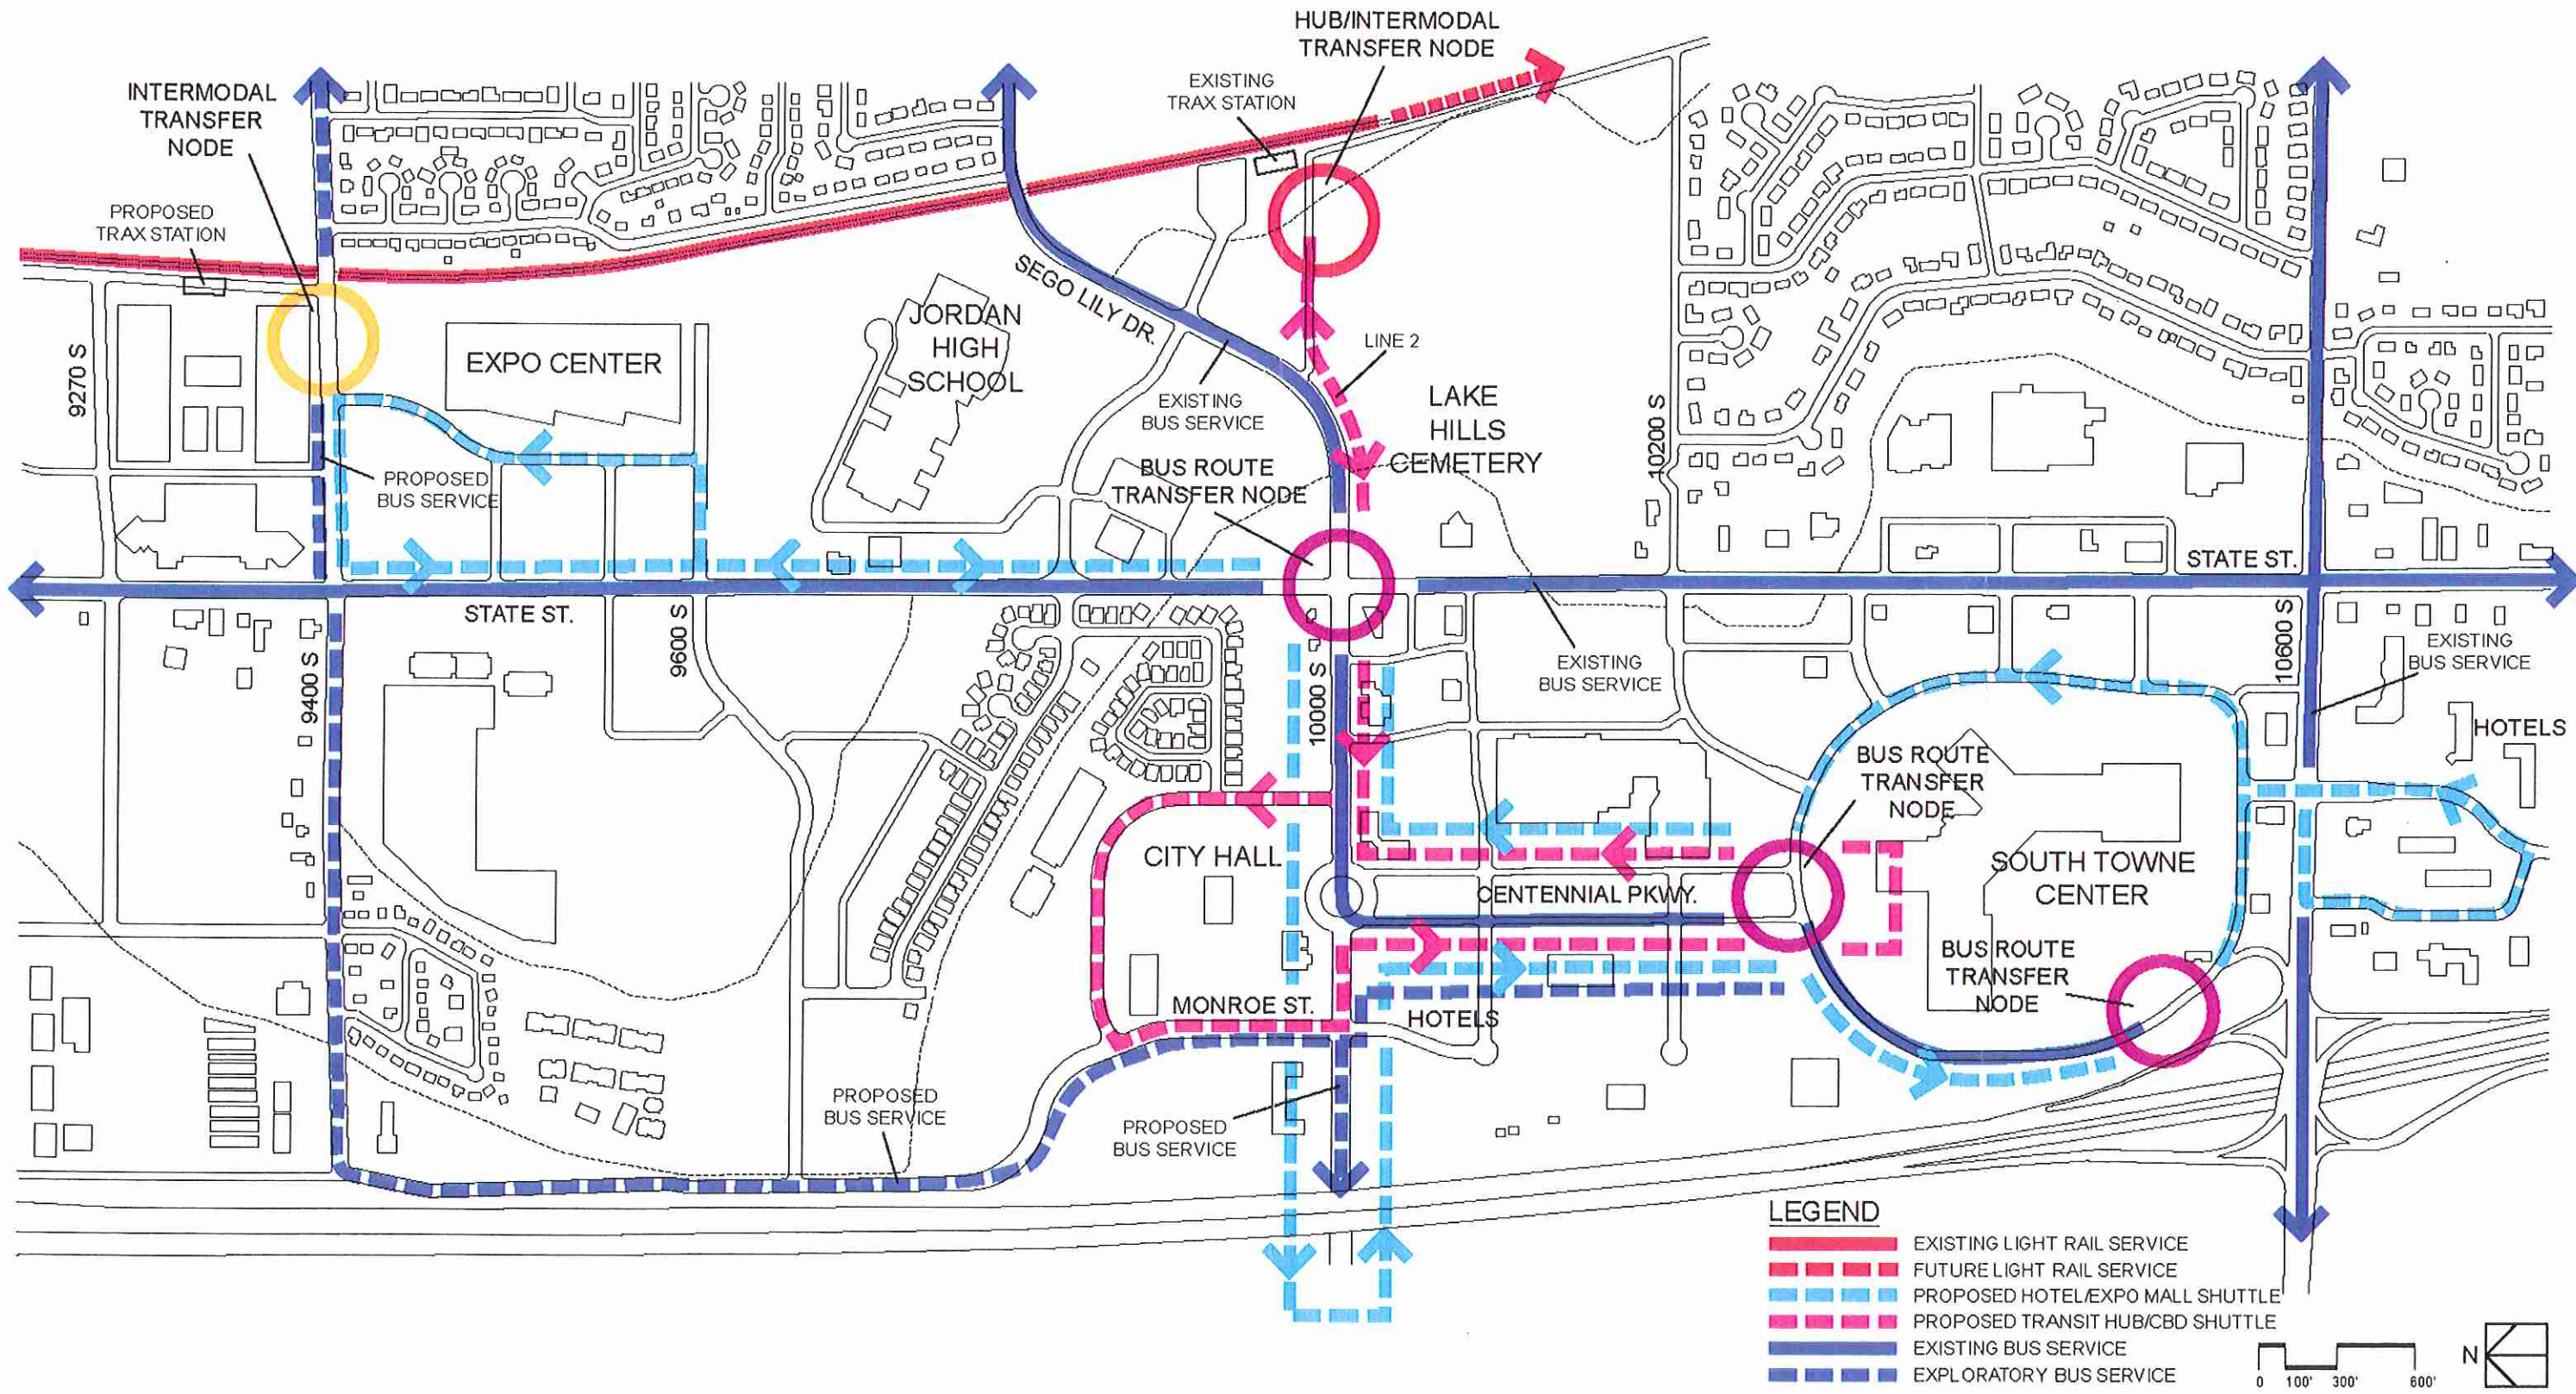 HUB/INTERMODAL
TRANSFER NODE
EXISTING
TRAX STATION
INTERMODAL
TRANSFER
NODE
PROPOSED
TRAX STATION
9270 S
EXPO CENTER
JORDAN
HIGH
SCHOOL
SEGO LILY DR.
LINE 2
EXISTING
BUS SERVICE
LAKE
HILLS
CEMETERY
10200 S
PROPOSED
BUS SERVICE
BUS ROUTE
TRANSFER NODE
STATE ST.
STATE ST.
9400 S
9600 S
10000 S
EXISTING
BUS SERVICE
10600 S
EXISTING
BUS SERVICE
HOTELS
BUS ROUTE
TRANSFER
NODE
CITY HALL
CENTENNIAL PKWY.
SOUTH TOWNE
CENTER
BUS ROUTE
TRANSFER
NODE
MONROE ST.
HOTELS
PROPOSED
BUS SERVICE
PROPOSED
BUS SERVICE
LEGEND
EXISTING LIGHT RAIL SERVICE
FUTURE LIGHT RAIL SERVICE
PROPOSED HOTEL/EXPO MALL SHUTTLE
PROPOSED TRANSIT HUB/CBD SHUTTLE
EXISTING BUS SERVICE
EXPLORATORY BUS SERVICE
0 100' 300' 600'
N